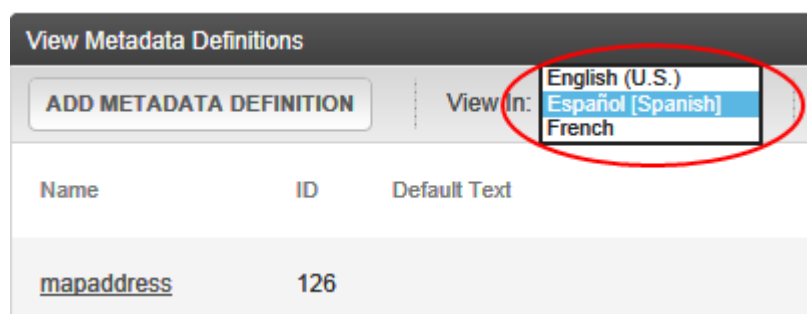 View Metadata Definitions
ADD METADATA DEFINITION
View In:
English (U.S.)
Español [Spanish]
French
Name ID Default Text
mapaddress 126